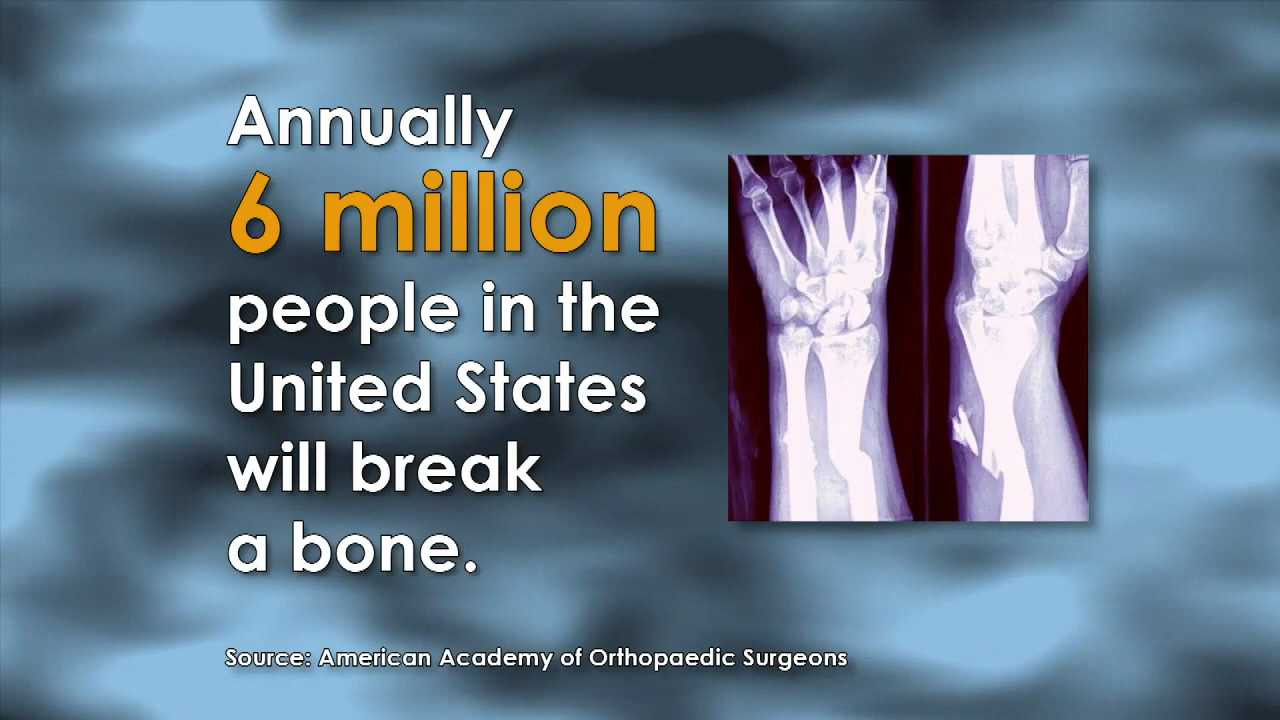 Annually
6 million
people in the
United States
will break
a bone.
Source: American Academy of Orthopaedic Surgeons